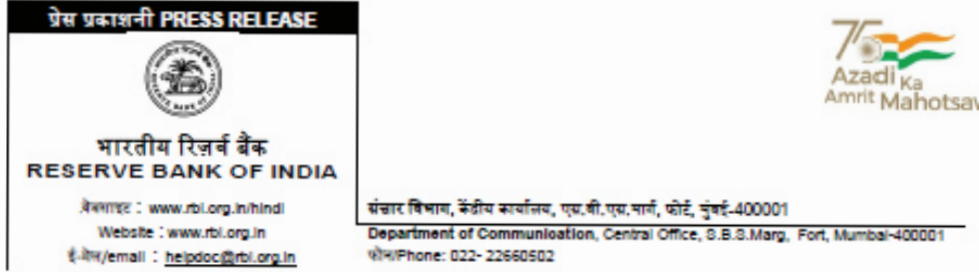 प्रेस प्रकाशनी PRESS RELEASE
75
Azadi Ka
Amrit Mahotsav
भारतीय रिज़र्व बैंक
RESERVE BANK OF INDIA
वेबसाइट : www.rbi.org.in/hindi
Website : www.rbi.org.in
ई-मेल/email : helpdoc@rbi.org.in
संचार विभाग, केंद्रीय कार्यालय, एस.बी.एस.मार्ग, फोर्ट, मुंबई-400001
Department of Communication, Central Office, S.B.S.Marg, Fort, Mumbai-400001
फोन/Phone: 022- 22660502